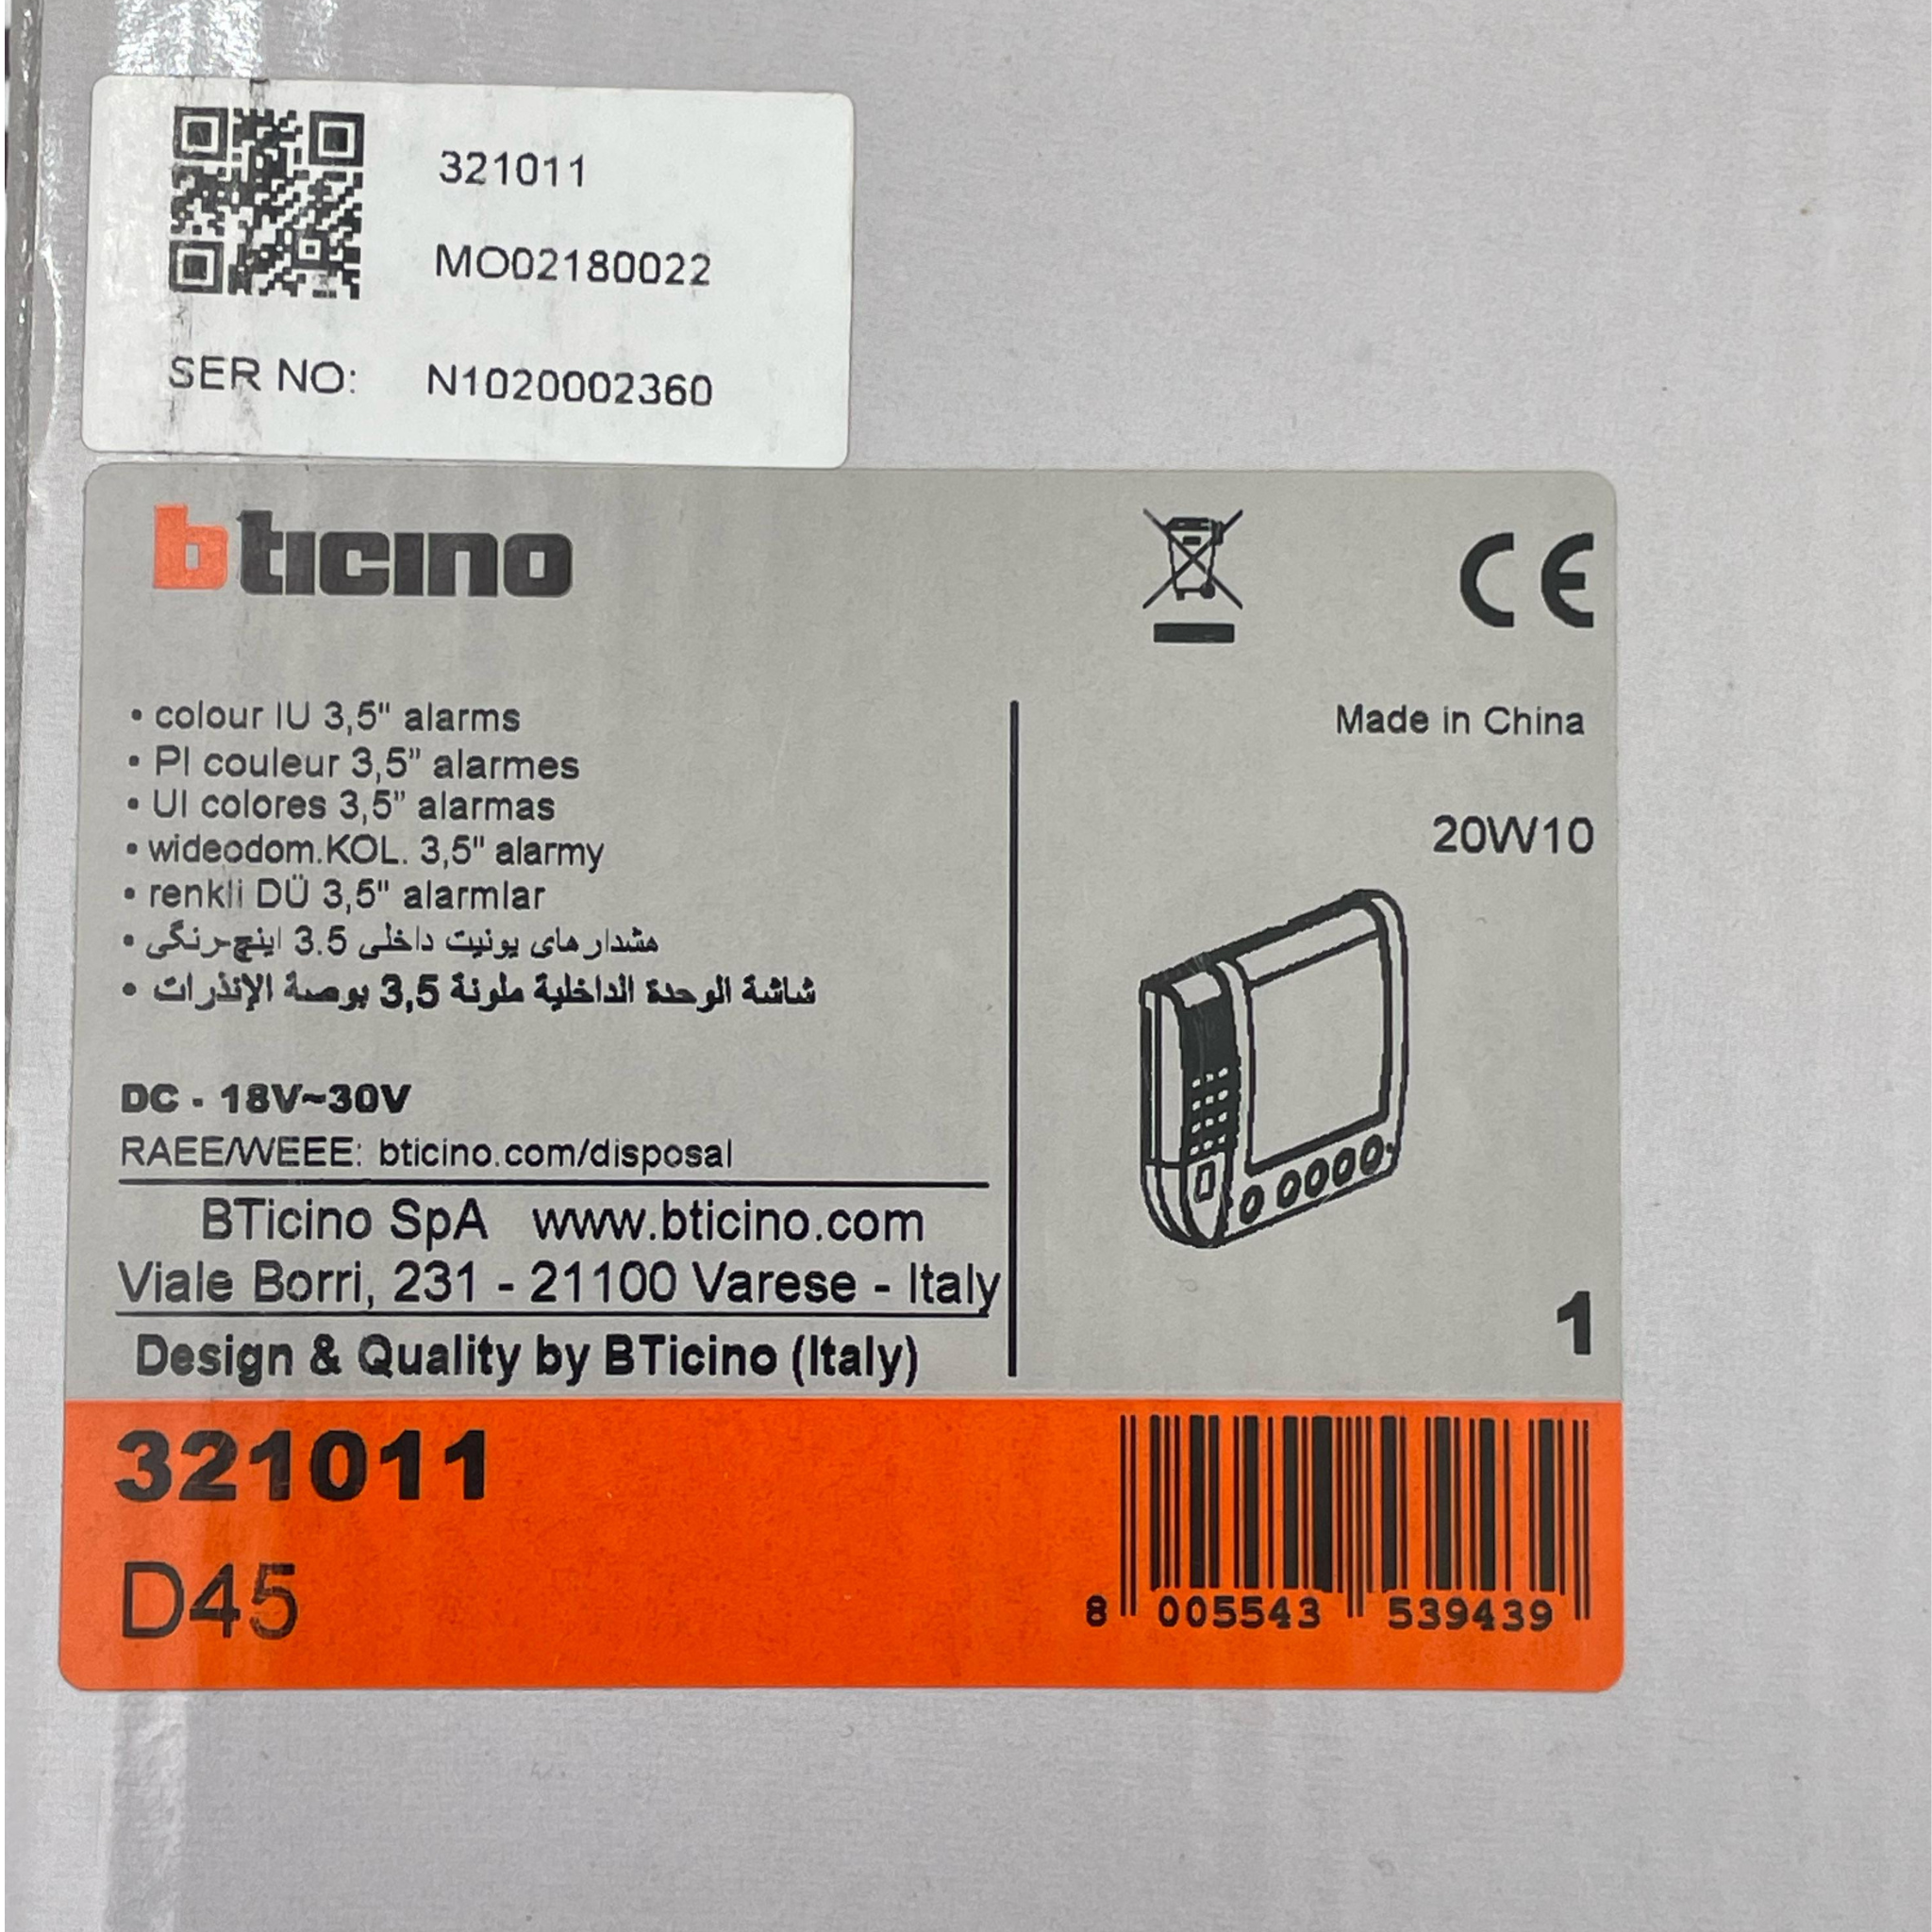 321011
MO02180022
SER NO: N1020002360
bticino
CE
• colour IU 3,5" alarms
• PI couleur 3,5” alarmes
• UI colores 3,5” alarmas
• wideodom.KOL. 3,5" alarmy
• renkli DÜ 3,5" alarmlar
• هشدار های یونیت داخلی 3.5 اینچ-رنگی
• شاشة الوحدة الداخلية ملونة 3,5 بوصة الإنذرات
Made in China
20W10
DC - 18V~30V
RAEE/WEEE: bticino.com/disposal
BTicino SpA www.bticino.com
Viale Borri, 231 - 21100 Varese - Italy
Design & Quality by BTicino (Italy)
1
321011
D45
8 005543 539439